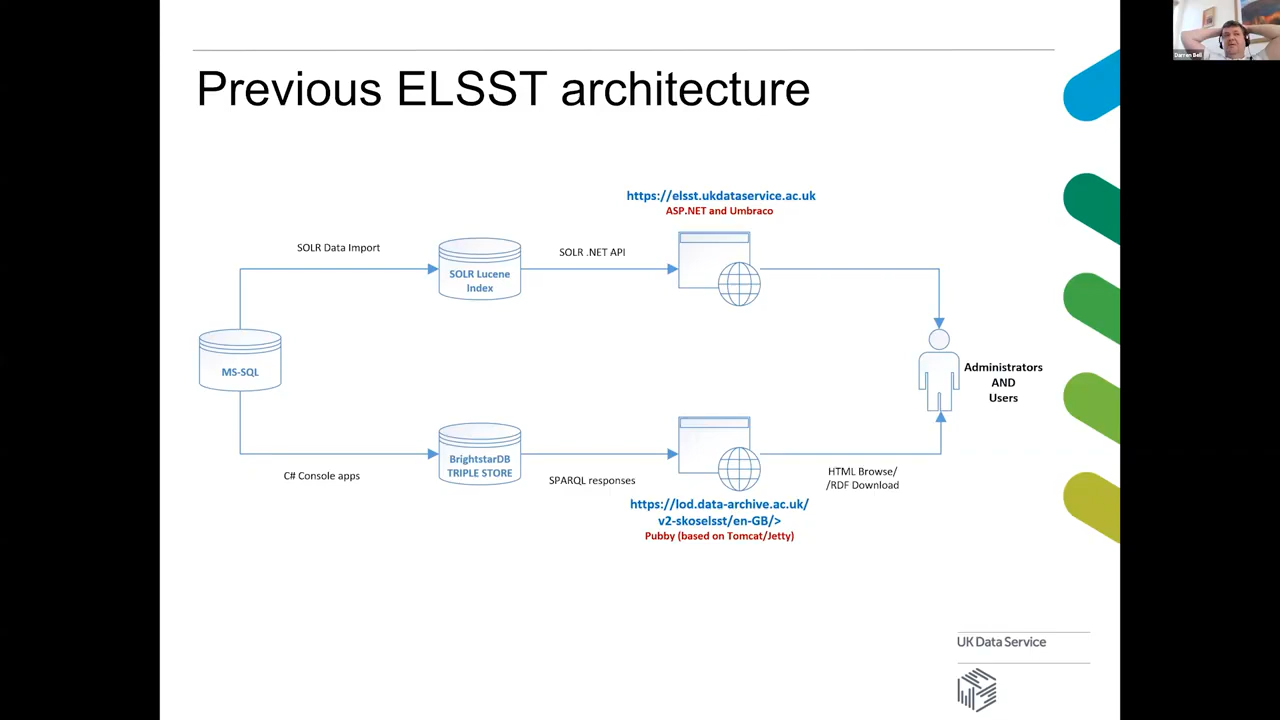 Darren Bell
Previous ELSST architecture
https://elsst.ukdataservice.ac.uk
ASP.NET and Umbraco
SOLR Data Import
SOLR .NET API
SOLR Lucene
Index
MS-SQL
Administrators
AND
Users
BrightstarDB
TRIPLE STORE
C# Console apps
SPARQL responses
HTML Browse/
/RDF Download
https://lod.data-archive.ac.uk/
v2-skoselsst/en-GB/>
Pubby (based on Tomcat/Jetty)
UK Data Service